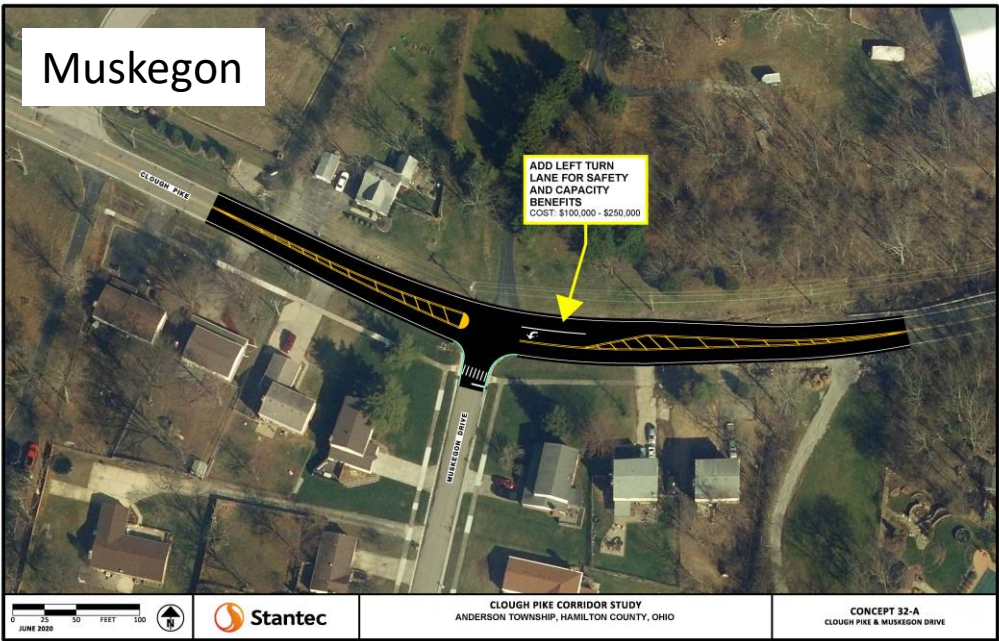 Muskegon
CLOUGH PIKE
ADD LEFT TURN
LANE FOR SAFETY
AND CAPACITY
BENEFITS
COST: $100,000 - $250,000
MUSKEGON DRIVE
0 25 50 FEET 100
JUNE 2020
N
Stantec
CLOUGH PIKE CORRIDOR STUDY
ANDERSON TOWNSHIP, HAMILTON COUNTY, OHIO
CONCEPT 32-A
CLOUGH PIKE & MUSKEGON DRIVE